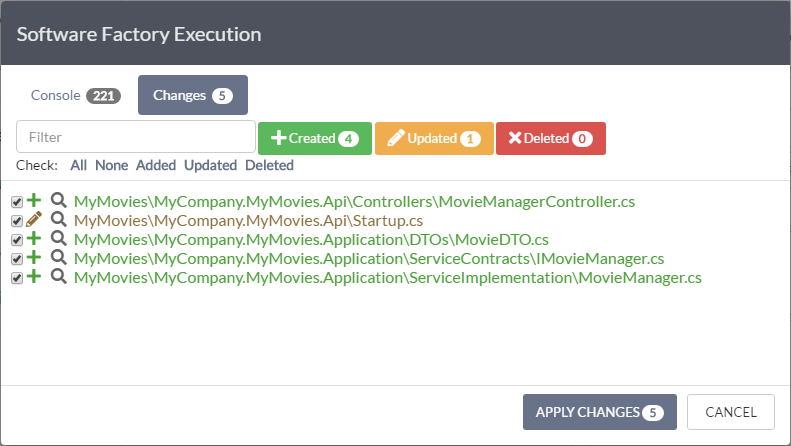 Software Factory Execution
Console 221 Changes 5
Filter Created 4 Updated 1 Deleted 0
Check: All None Added Updated Deleted
MyMovies\MyCompany.MyMovies.Api\Controllers\MovieManagerController.cs
MyMovies\MyCompany.MyMovies.Api\Startup.cs
MyMovies\MyCompany.MyMovies.Application\DTOs\MovieDTO.cs
MyMovies\MyCompany.MyMovies.Application\ServiceContracts\IMovieManager.cs
MyMovies\MyCompany.MyMovies.Application\ServiceImplementation\MovieManager.cs
APPLY CHANGES 5 CANCEL